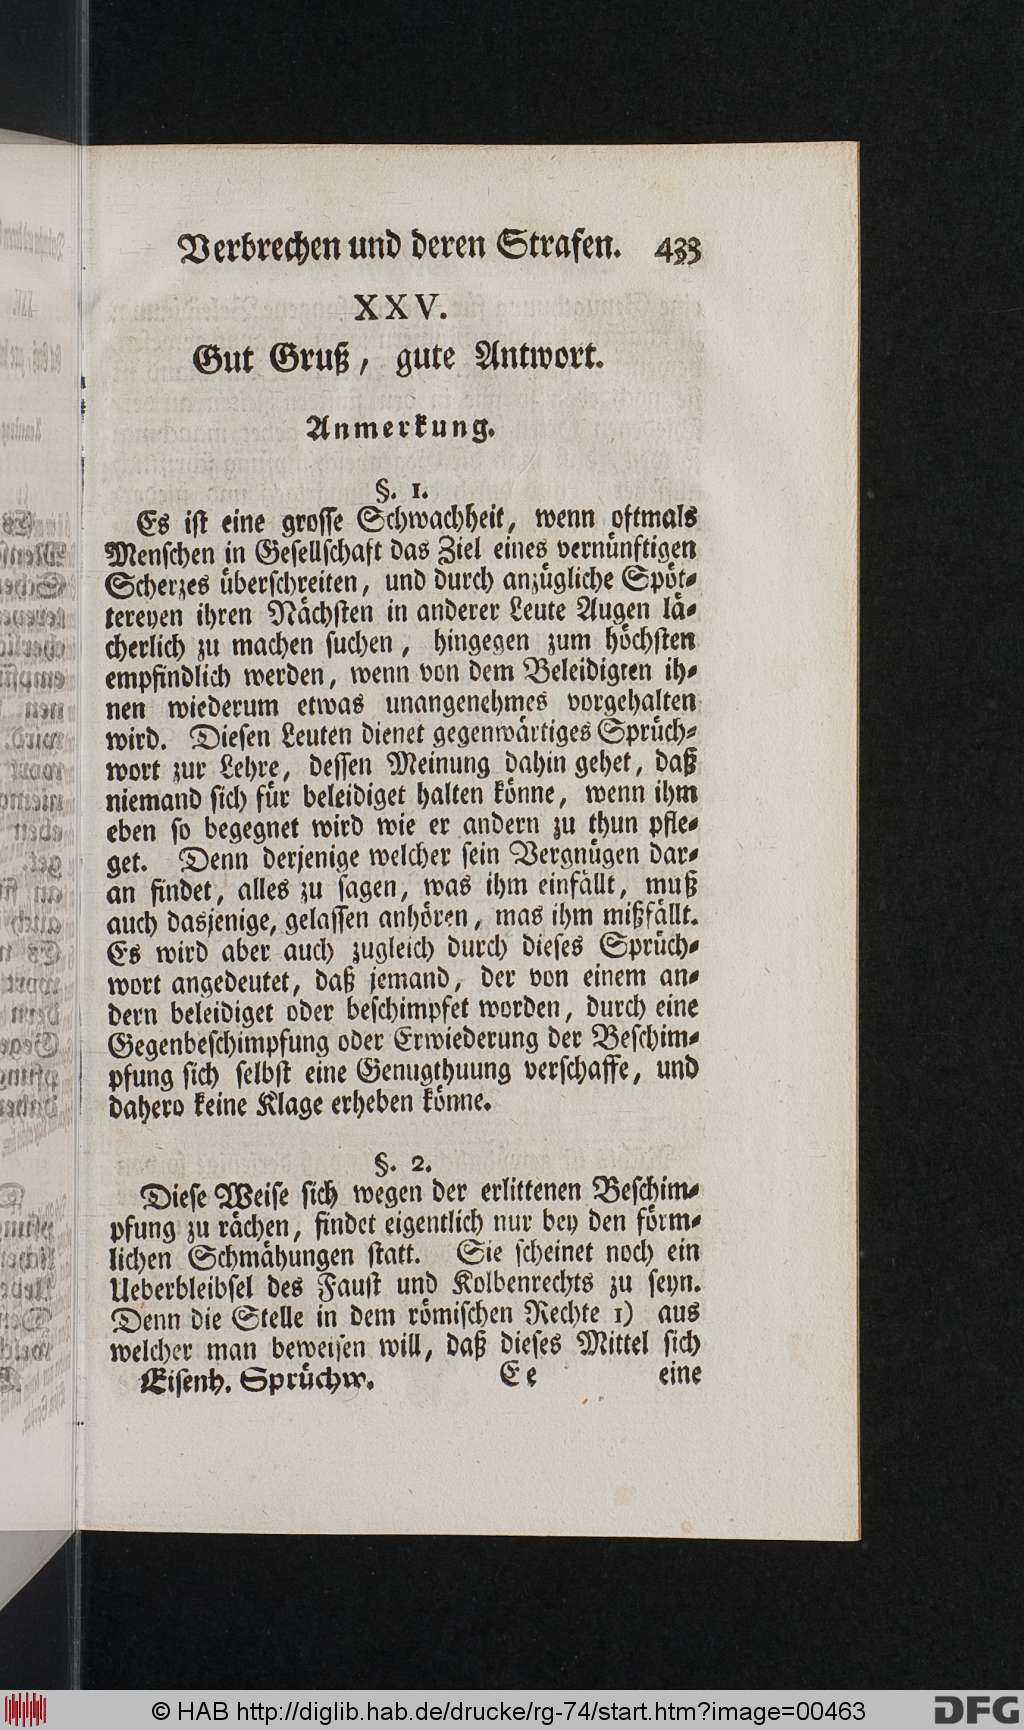 Verbrechen und deren Strafen. 433
XXV.
Gut Gruß, gute Antwort.
Anmerkung.
§. 1.
Es ist eine grosse Schwachheit, wenn oftmals
Menschen in Gesellschaft das Ziel eines vernünftigen
Scherzes überschreiten, und durch anzügliche Spöt-
tereyen ihren Nächsten in anderer Leute Augen lä-
cherlich zu machen suchen, hingegen zum höchsten
empfindlich werden, wenn von dem Beleidigten ih-
nen wiederum etwas unangenehmes vorgehalten
wird. Diesen Leuten dienet gegenwärtiges Sprüch-
wort zur Lehre, dessen Meinung dahin gehet, daß
niemand sich für beleidiget halten könne, wenn ihm
eben so begegnet wird wie er andern zu thun pfle-
get. Denn derjenige welcher sein Vergnügen dar-
an findet, alles zu sagen, was ihm einfällt, muß
auch dasjenige, gelassen anhören, was ihm mißfällt.
Es wird aber auch zugleich durch dieses Sprüch-
wort angedeutet, daß jemand, der von einem an-
dern beleidiget oder beschimpfet worden, durch eine
Gegenbeschimpfung oder Erwiederung der Beschim-
pfung sich selbst eine Genugthuung verschaffe, und
dahero keine Klage erheben könne.
§. 2.
Diese Weise sich wegen der erlittenen Beschim-
pfung zu rächen, findet eigentlich nur bey den förm-
lichen Schmähungen statt. Sie scheinet noch ein
Ueberbleibsel des Faust und Kolbenrechts zu seyn.
Denn die Stelle in dem römischen Rechte 1) aus
welcher man beweisen will, daß dieses Mittel sich
Eisenh. Sprüchw. Ee eine
© HAB http://diglib.hab.de/drucke/rg-74/start.htm?image=00463
DFG